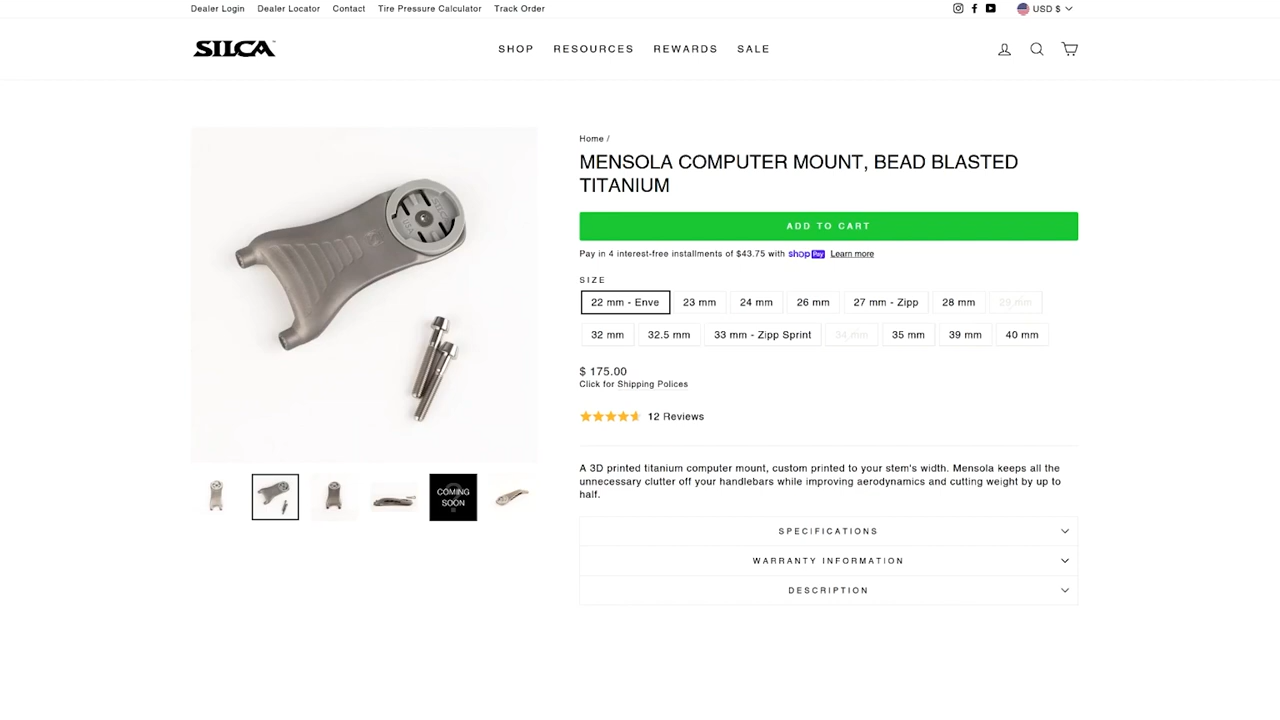 Dealer Login Dealer Locator Contact Tire Pressure Calculator Track Order
USD $
SILCA
SHOP RESOURCES REWARDS SALE
Home /
MENSOLA COMPUTER MOUNT, BEAD BLASTED
TITANIUM
ADD TO CART
Pay in 4 interest-free installments of $43.75 with shop Pay Learn more
SIZE
22 mm - Enve 23 mm 24 mm 26 mm 27 mm - Zipp 28 mm 29 mm
32 mm 32.5 mm 33 mm - Zipp Sprint 34 mm 35 mm 39 mm 40 mm
$ 175.00
Click for Shipping Polices
12 Reviews
A 3D printed titanium computer mount, custom printed to your stem's width. Mensola keeps all the
unnecessary clutter off your handlebars while improving aerodynamics and cutting weight by up to
half.
SPECIFICATIONS
WARRANTY INFORMATION
DESCRIPTION
SILCA
COMING
SOON
?